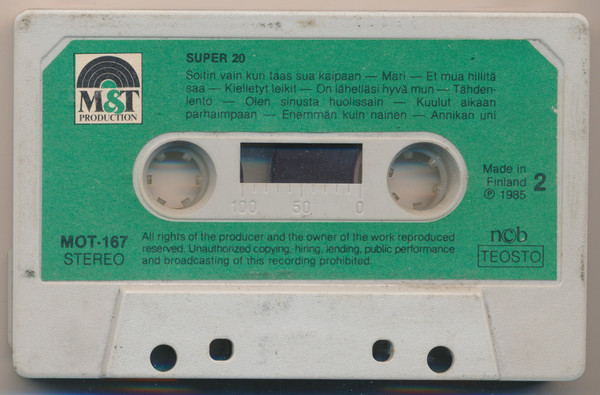 M&T
PRODUCTION
SUPER 20
Soitin vain kun taas sua kaipaan — Mari — Et mua hillitä
saa — Kielletyt leikit — On lähelläsi hyvä mun — Tähden-
lento — Olen sinusta huolissain — Kuulut aikaan
parhaimpaan — Enemmän kuin nainen — Annikan uni
100 50 0
Made in
Finland
℗ 1985
2
MOT-167
STEREO
All rights of the producer and the owner of the work reproduced
reserved. Unauthorized copying, hiring, lending, public performance
and broadcasting of this recording prohibited.
ncb
TEOSTO